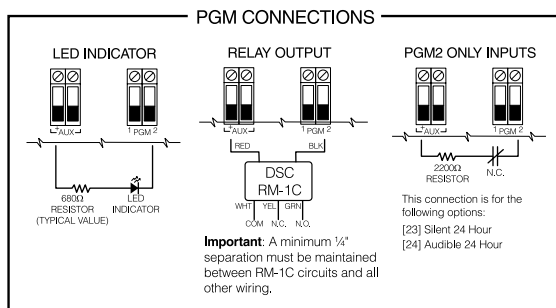 PGM CONNECTIONS
LED INDICATOR
+AUX-
1 PGM 2
680Ω
RESISTOR
(TYPICAL VALUE)
LED
INDICATOR
RELAY OUTPUT
+AUX-
1 PGM 2
RED
BLK
DSC
RM-1C
WHT YEL GRN
COM N.C. N.O.
Important: A minimum ¼"
separation must be maintained
between RM-1C circuits and all
other wiring.
PGM2 ONLY INPUTS
+AUX-
1 PGM 2
2200Ω
RESISTOR
N.C.
This connection is for the
following options:
[23] Silent 24 Hour
[24] Audible 24 Hour